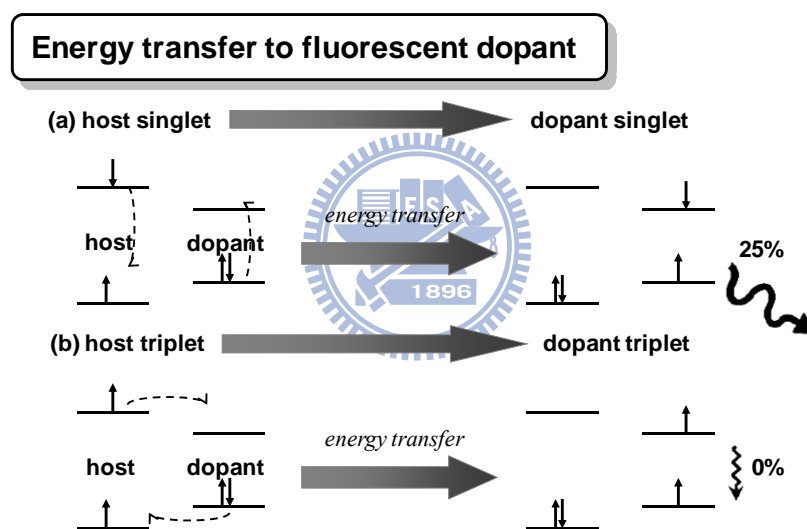 Energy transfer to fluorescent dopant
(a) host singlet dopant singlet
ESA
energy transfer
host dopant
25%
1896
(b) host triplet dopant triplet
energy transfer
host dopant
0%